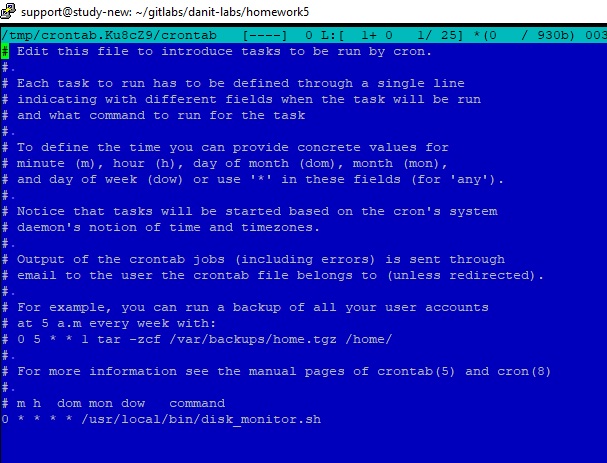 support@study-new: ~/gitlabs/danit-labs/homework5
/tmp/crontab.Ku8cZ9/crontab [----] 0 L:[ 1+ 0 1/ 25] *(0 / 930b) 003
# Edit this file to introduce tasks to be run by cron.
#.
# Each task to run has to be defined through a single line
# indicating with different fields when the task will be run
# and what command to run for the task
#.
# To define the time you can provide concrete values for
# minute (m), hour (h), day of month (dom), month (mon),
# and day of week (dow) or use '*' in these fields (for 'any').
#.
# Notice that tasks will be started based on the cron's system
# daemon's notion of time and timezones.
#.
# Output of the crontab jobs (including errors) is sent through
# email to the user the crontab file belongs to (unless redirected).
#.
# For example, you can run a backup of all your user accounts
# at 5 a.m every week with:
# 0 5 * * 1 tar -zcf /var/backups/home.tgz /home/
#.
# For more information see the manual pages of crontab(5) and cron(8)
#.
# m h  dom mon dow   command
0 * * * * /usr/local/bin/disk_monitor.sh